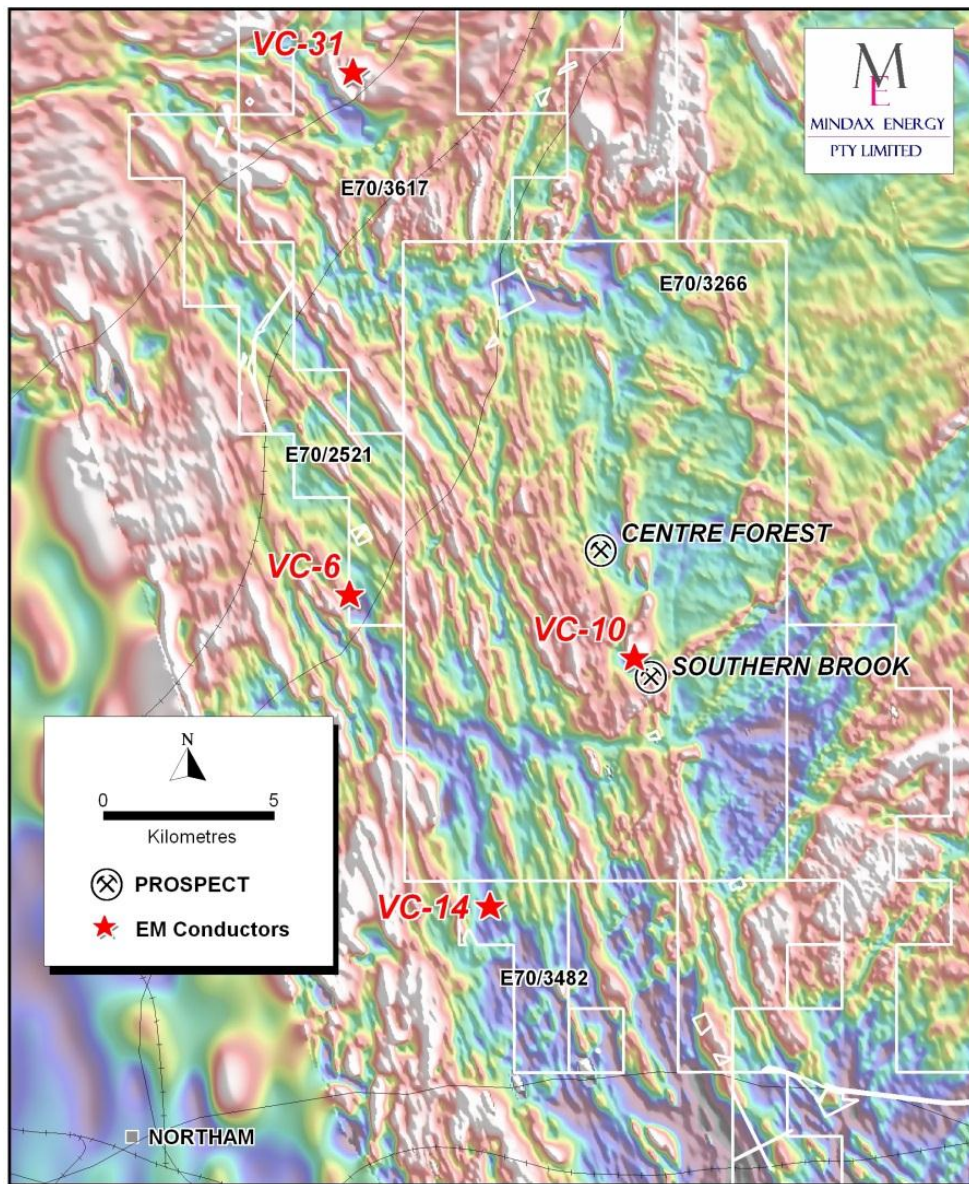 VC-31
M
E
MINDAX ENERGY
PTY LIMITED
E70/3617
E70/3266
E70/2521
CENTRE FOREST
VC-6
VC-10
SOUTHERN BROOK
N
0 5
Kilometres
PROSPECT
EM Conductors
VC-14
E70/3482
NORTHAM